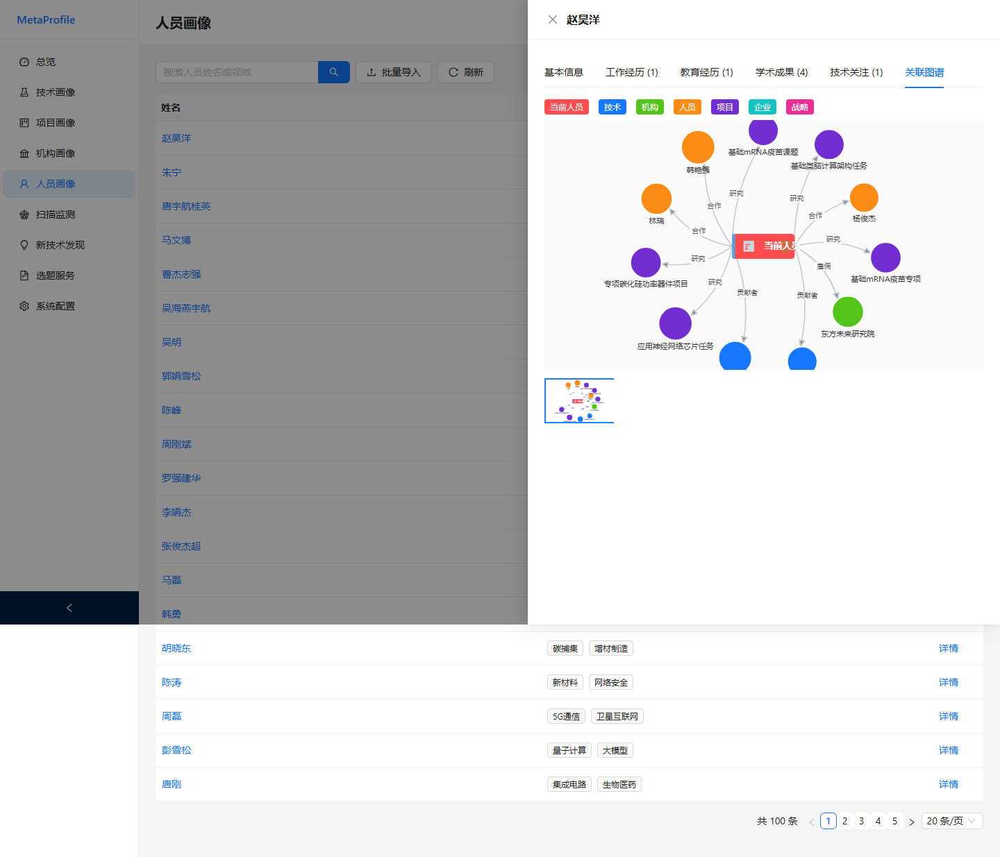 MetaProfile
总览
技术画像
项目画像
机构画像
人员画像
扫描监测
新技术发现
选题服务
系统配置
人员画像
搜索人员姓名或领域
批量导入
刷新
姓名
赵昊洋
朱宁
唐宇航桂英
马文博
曹杰志强
吴海燕宇航
吴明
郭娟雪松
陈峰
周刚斌
罗强建华
李娟杰
张俊杰超
马磊
韩勇
胡晓东 碳捕集 增材制造 详情
陈涛 新材料 网络安全 详情
周磊 5G通信 卫星互联网 详情
彭雪松 量子计算 大模型 详情
唐刚 集成电路 生物医药 详情
共 100 条 1 2 3 4 5 20 条/页
赵昊洋
基本信息 工作经历 (1) 教育经历 (1) 学术成果 (4) 技术关注 (1) 关联图谱
当前人员 技术 机构 人员 项目 企业 战略
基础mRNA疫苗课题
基础类脑计算架构任务
韩艳强
研究
研究
合作
合作
林瑞
杨俊杰
合作
研究
当前人员
研究
雇佣
专项碳化硅功率器件项目
基础mRNA疫苗专项
研究
贡献者
贡献者
东方未来研究院
应用神经网络芯片任务